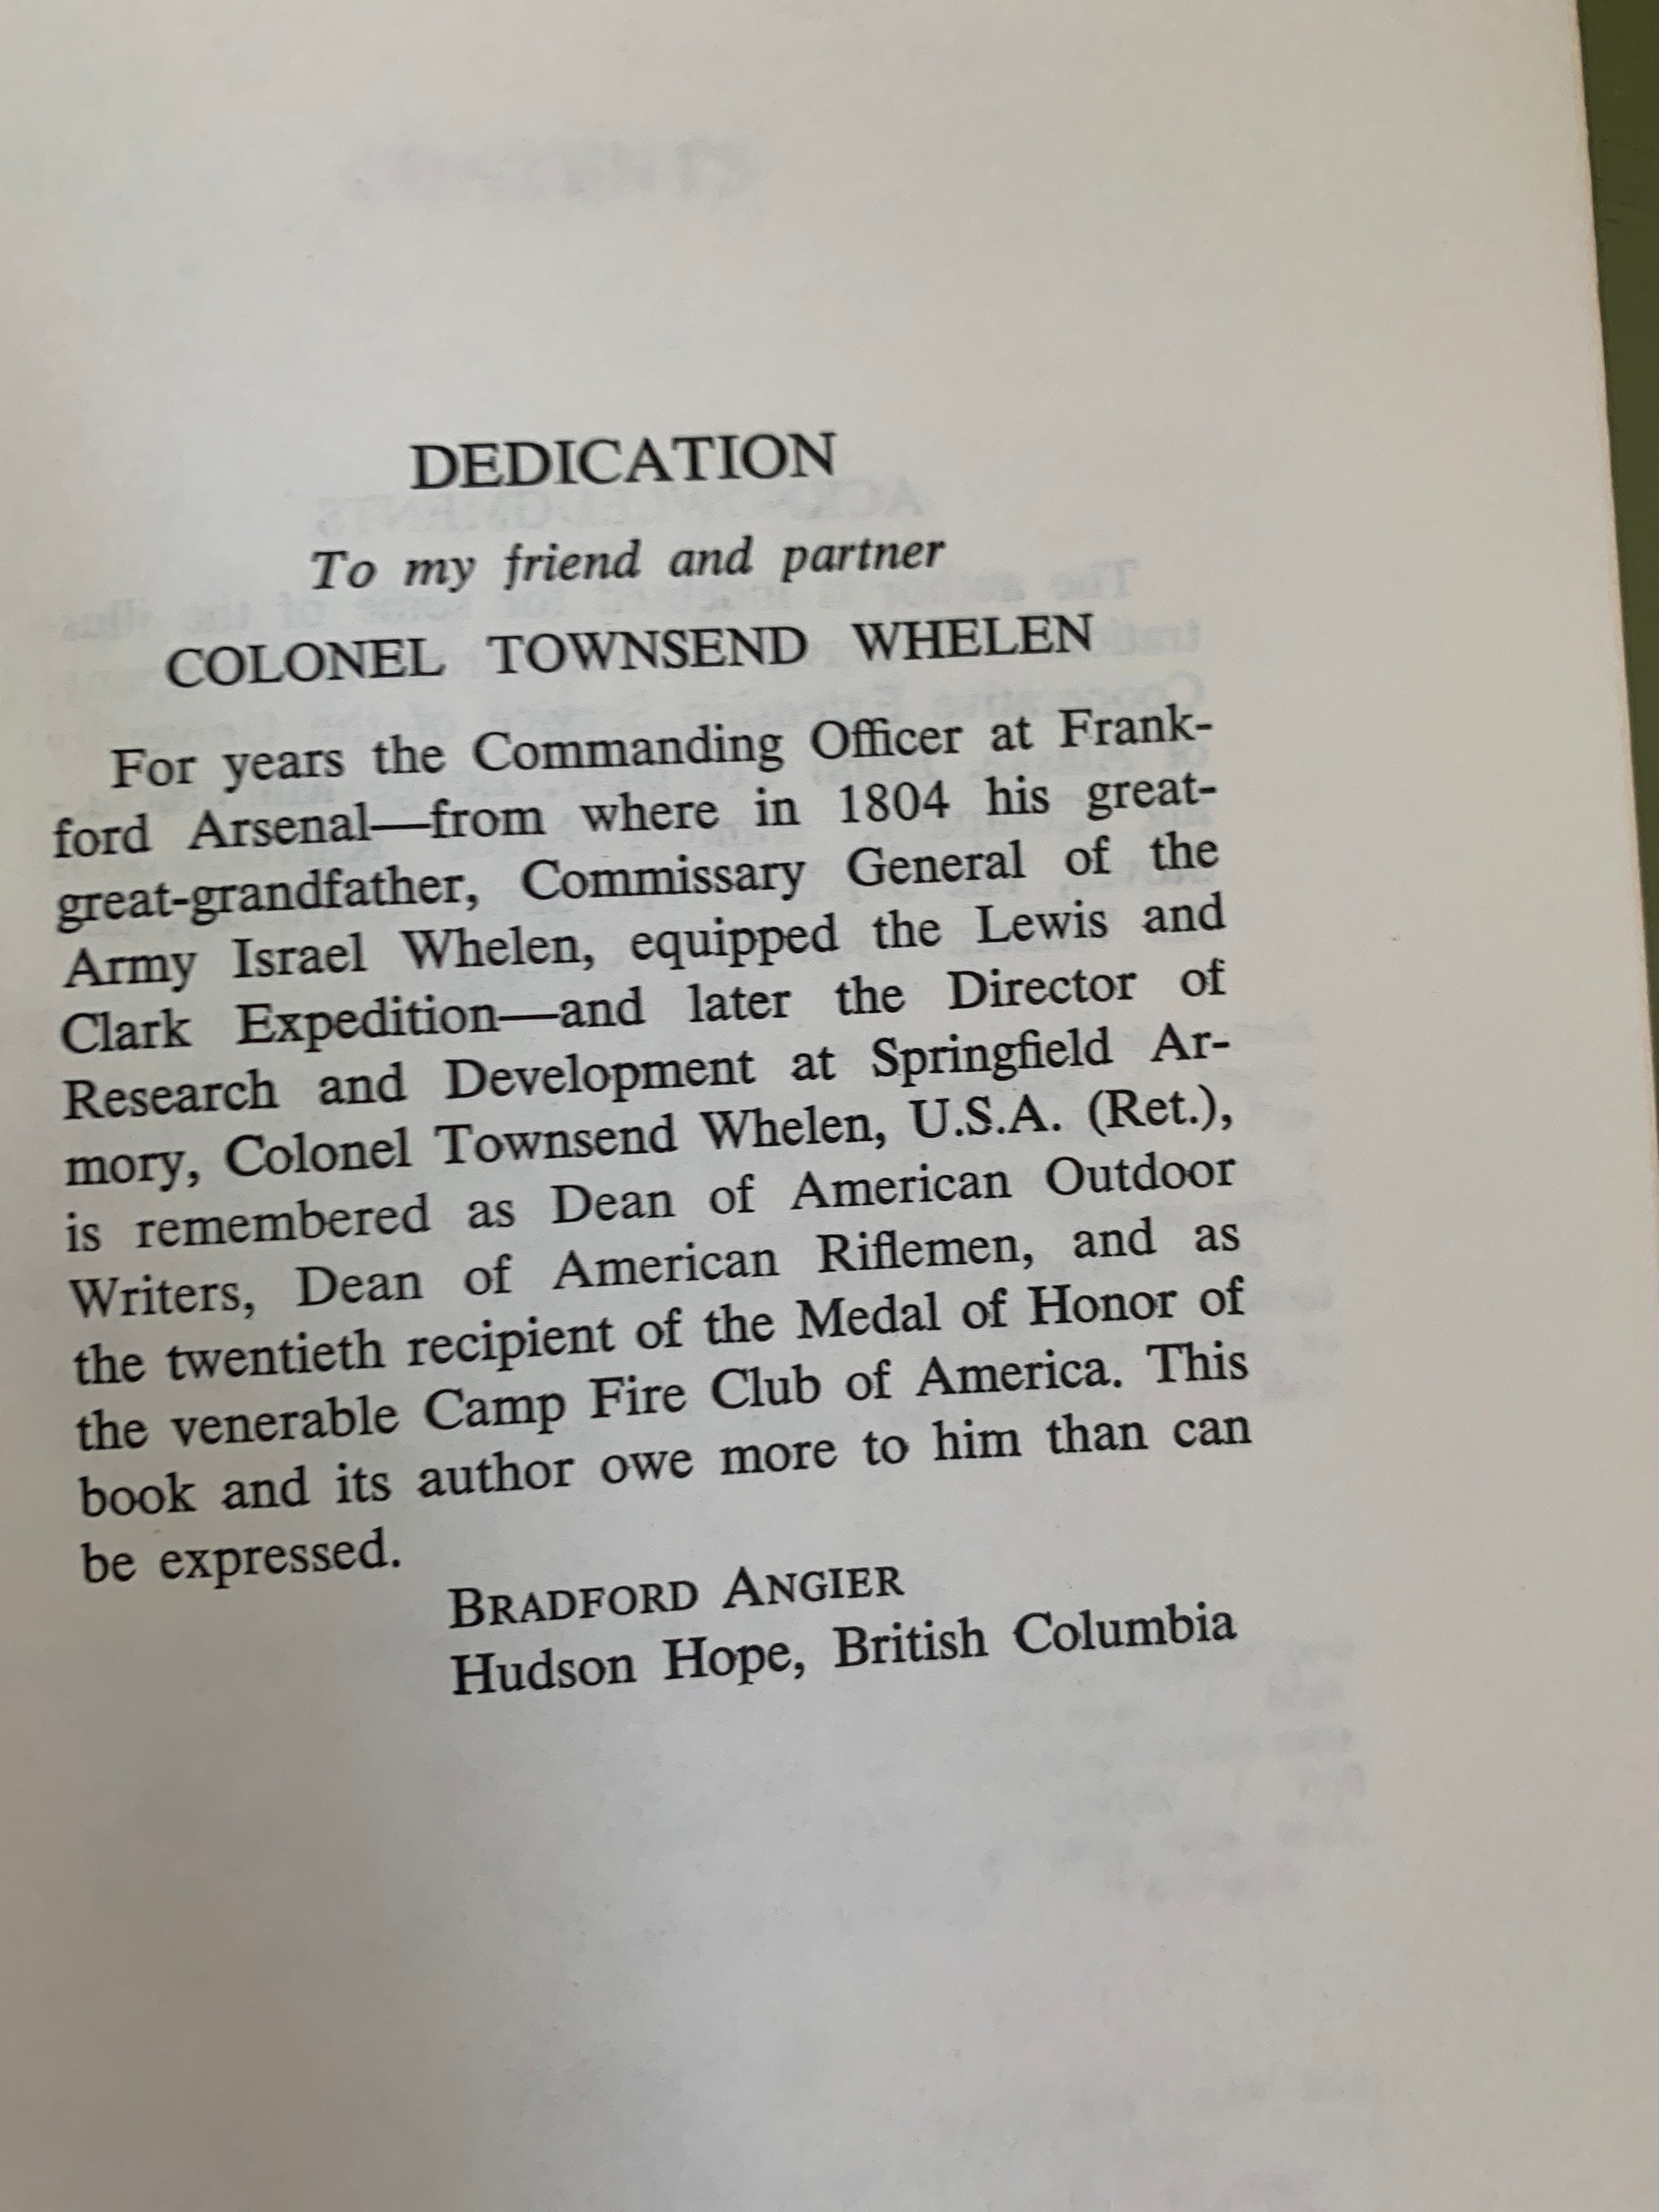 DEDICATION
To my friend and partner
COLONEL TOWNSEND WHELEN
For years the Commanding Officer at Frank-
ford Arsenal—from where in 1804 his great-
great-grandfather, Commissary General of the
Army Israel Whelen, equipped the Lewis and
Clark Expedition—and later the Director of
Research and Development at Springfield Ar-
mory, Colonel Townsend Whelen, U.S.A. (Ret.),
is remembered as Dean of American Outdoor
Writers, Dean of American Riflemen, and as
the twentieth recipient of the Medal of Honor of
the venerable Camp Fire Club of America. This
book and its author owe more to him than can
be expressed.
BRADFORD ANGIER
Hudson Hope, British Columbia